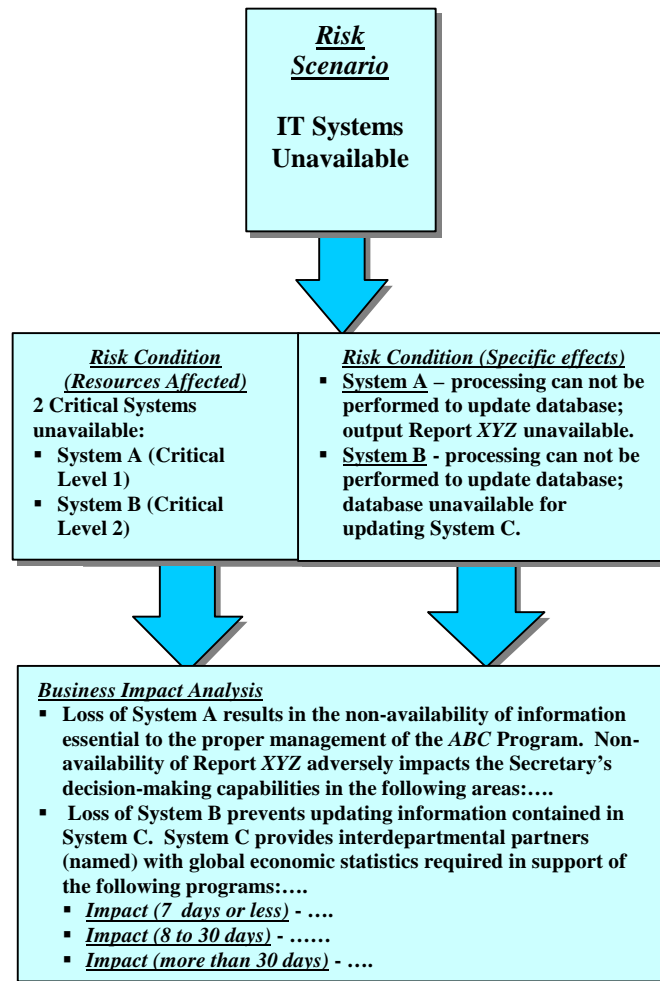 Risk
Scenario
IT Systems
Unavailable
Risk Condition
(Resources Affected)
2 Critical Systems
unavailable:
▪ System A (Critical
Level 1)
▪ System B (Critical
Level 2)
Risk Condition (Specific effects)
▪ System A – processing can not be
performed to update database;
output Report XYZ unavailable.
▪ System B - processing can not be
performed to update database;
database unavailable for
updating System C.
Business Impact Analysis
▪ Loss of System A results in the non-availability of information
essential to the proper management of the ABC Program. Non-
availability of Report XYZ adversely impacts the Secretary’s
decision-making capabilities in the following areas:….
▪ Loss of System B prevents updating information contained in
System C. System C provides interdepartmental partners
(named) with global economic statistics required in support of
the following programs:….
▪ Impact (7 days or less) - ….
▪ Impact (8 to 30 days) - ……
▪ Impact (more than 30 days) - ….